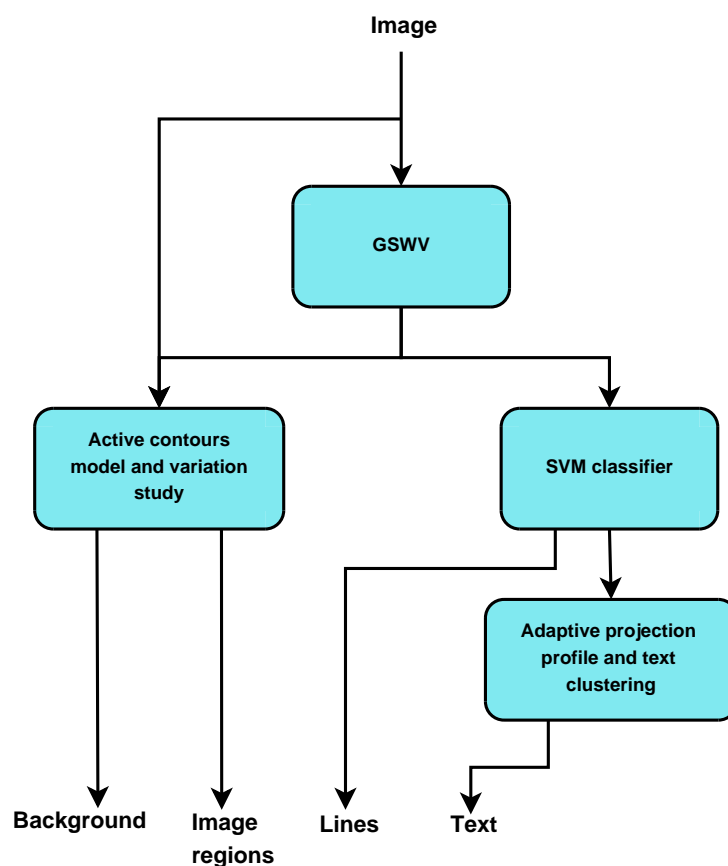 Image
GSWV
Active contours
model and variation
study
SVM classifier
Adaptive projection
profile and text
clustering
Background
Image
regions
Lines
Text